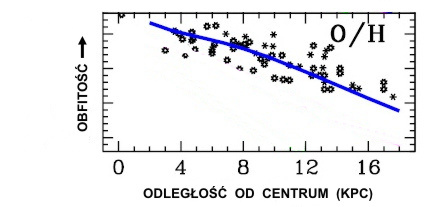 O/H
OBFITOŚĆ
0 4 8 12 16
ODLEGŁOŚĆ OD CENTRUM (KPC)